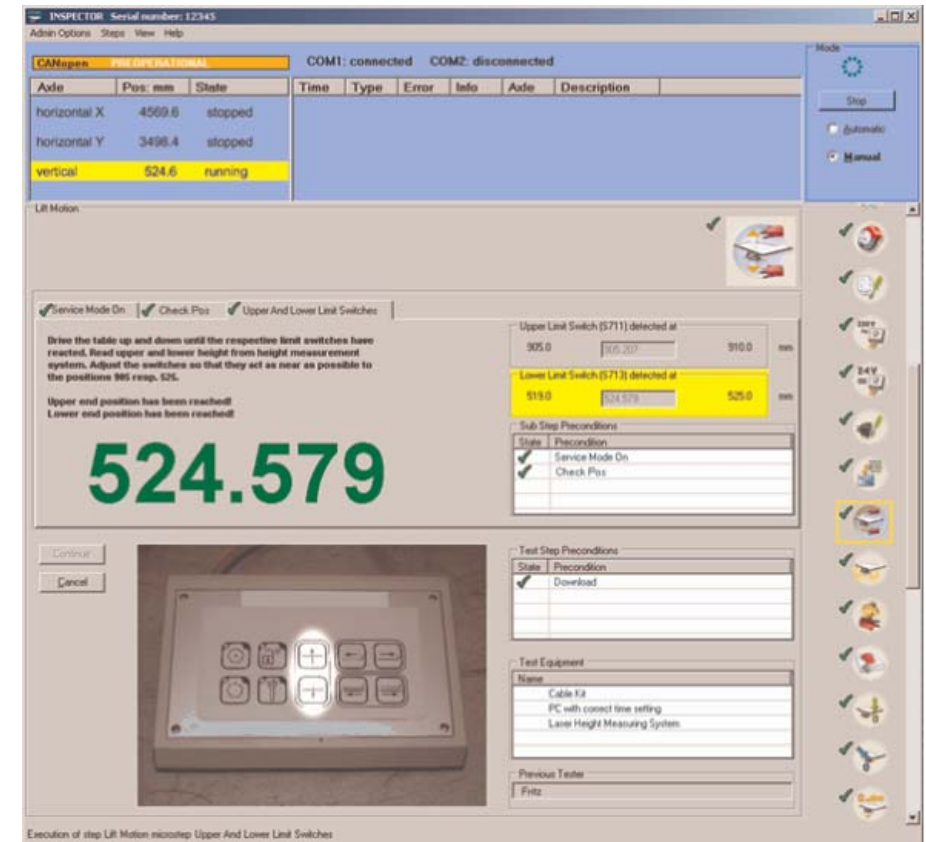 INSPECTOR Serial number: 12345
Admin Options Steps View Help
CANopen PREOPERATIONAL COM1: connected COM2: disconnected
Mode
Axle Pos: mm State Time Type Error Info Axle Description
horizontal X 4569.6 stopped
Stop
horizontal Y 3498.4 stopped
Automatic
Manual
vertical 524.6 running
Lift Motion
Service Mode On Check Pos Upper And Lower Limit Switches
Drive the table up and down until the respective limit switches have
reacted. Read upper and lower height from height measurement
system. Adjust the switches so that they act as near as possible to
the positions 905 resp. 525.
Upper end position has been reached!
Lower end position has been reached!
524.579
Upper Limit Switch (S711) detected at
905.0 905.207 910.0 mm
Lower Limit Switch (S713) detected at
519.0 524.579 525.0 mm
Sub Step Preconditions
State Precondition
Service Mode On
Check Pos
230V
24V
Continue
Cancel
Test Step Preconditions
State Precondition
Download
Test Equipment
Name
Cable Kit
PC with correct time setting
Laser Height Measuring System
Previous Tester
Fritz
Execution of step Lift Motion microstep Upper And Lower Limit Switches